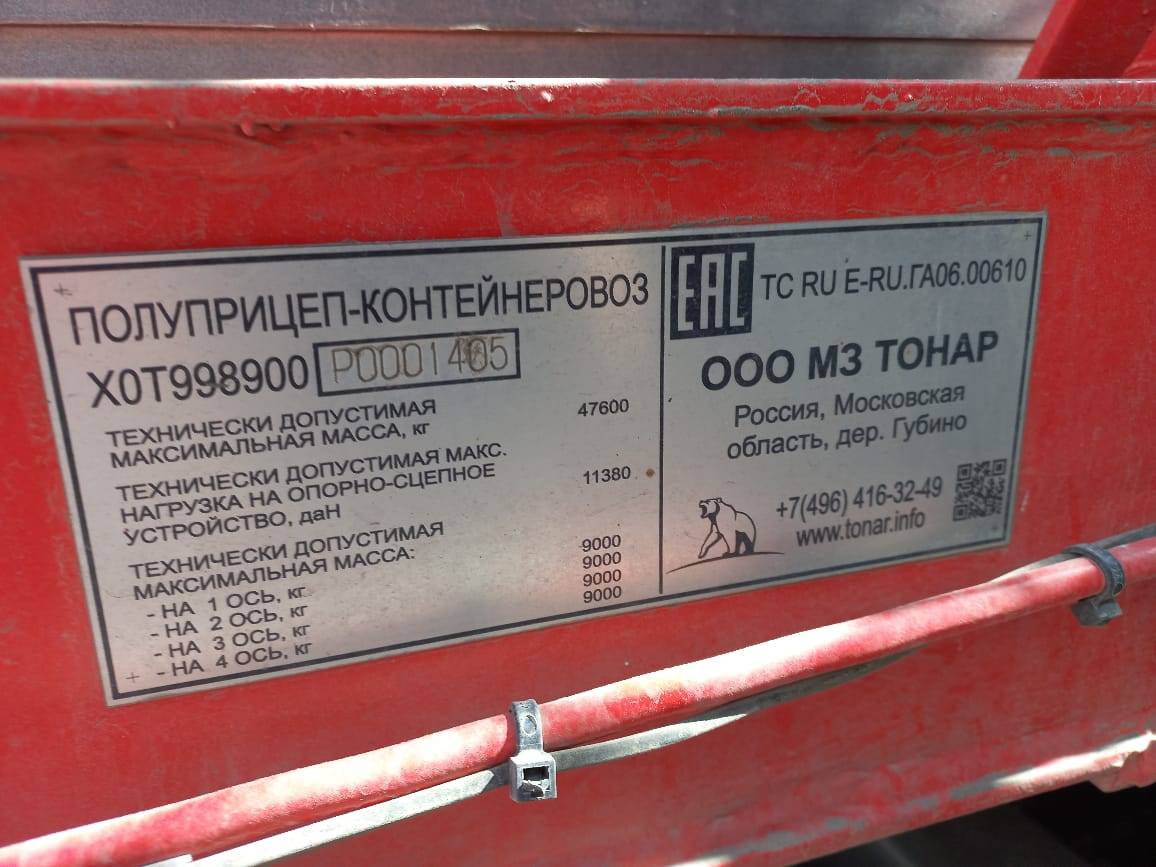 ПОЛУПРИЦЕП-КОНТЕЙНЕРОВОЗ
X0T998900 P0001405
ТЕХНИЧЕСКИ ДОПУСТИМАЯ
МАКСИМАЛЬНАЯ МАССА, кг 47600
ТЕХНИЧЕСКИ ДОПУСТИМАЯ МАКС.
НАГРУЗКА НА ОПОРНО-СЦЕПНОЕ
УСТРОЙСТВО, даН 11380
ТЕХНИЧЕСКИ ДОПУСТИМАЯ
МАКСИМАЛЬНАЯ МАССА:
- НА 1 ОСЬ, кг 9000
- НА 2 ОСЬ, кг 9000
- НА 3 ОСЬ, кг 9000
- НА 4 ОСЬ, кг 9000
EAC TC RU E-RU.ГА06.00610
ООО МЗ ТОНАР
Россия, Московская
область, дер. Губино
+7(496) 416-32-49
www.tonar.info